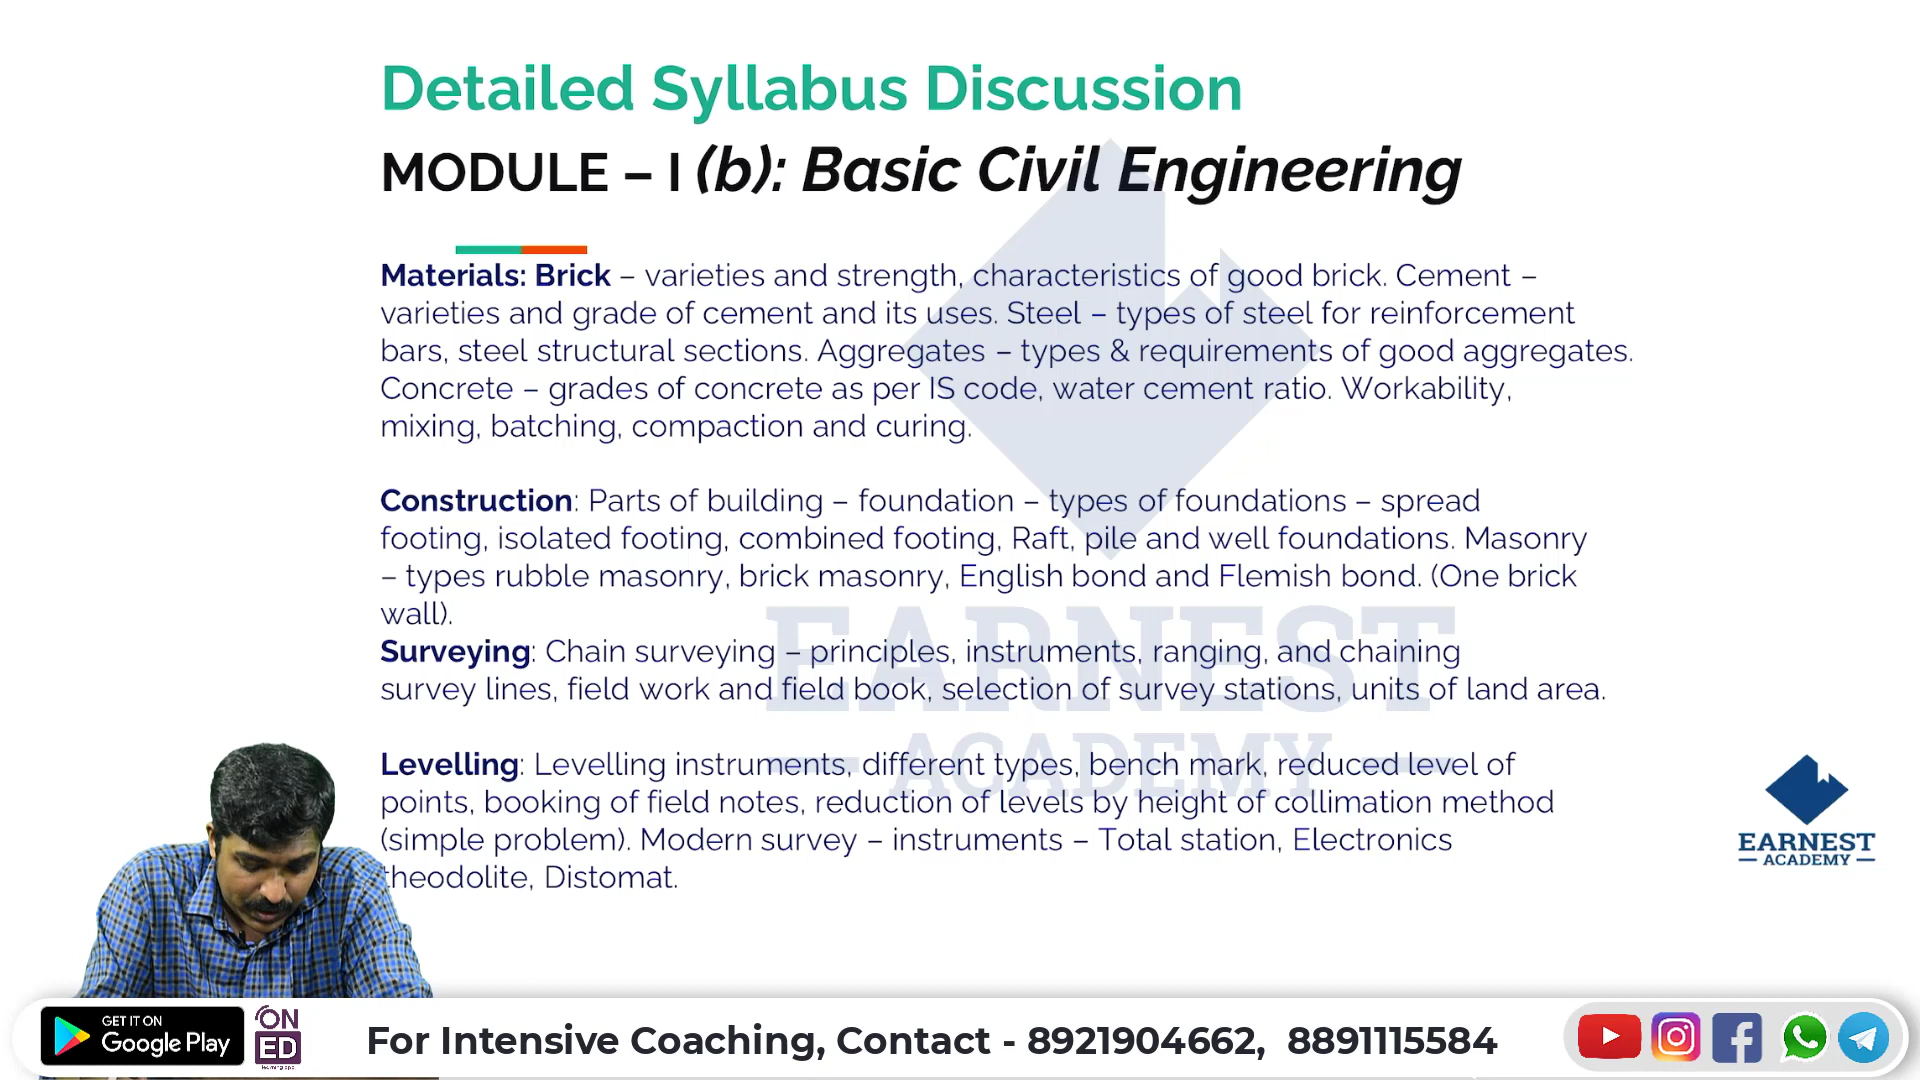 Detailed Syllabus Discussion
MODULE – I (b): Basic Civil Engineering
Materials: Brick – varieties and strength, characteristics of good brick. Cement –
varieties and grade of cement and its uses. Steel – types of steel for reinforcement
bars, steel structural sections. Aggregates – types & requirements of good aggregates.
Concrete – grades of concrete as per IS code, water cement ratio. Workability,
mixing, batching, compaction and curing.
Construction: Parts of building – foundation – types of foundations – spread
footing, isolated footing, combined footing, Raft, pile and well foundations. Masonry
– types rubble masonry, brick masonry, English bond and Flemish bond. (One brick
wall).
Surveying: Chain surveying – principles, instruments, ranging, and chaining
survey lines, field work and field book, selection of survey stations, units of land area.
Levelling: Levelling instruments, different types, bench mark, reduced level of
points, booking of field notes, reduction of levels by height of collimation method
(simple problem). Modern survey – instruments – Total station, Electronics
theodolite, Distomat.
EARNEST
ACADEMY
EARNEST
– ACADEMY –
GET IT ON
Google Play
ON
ED
learning app
For Intensive Coaching, Contact - 8921904662, 8891115584